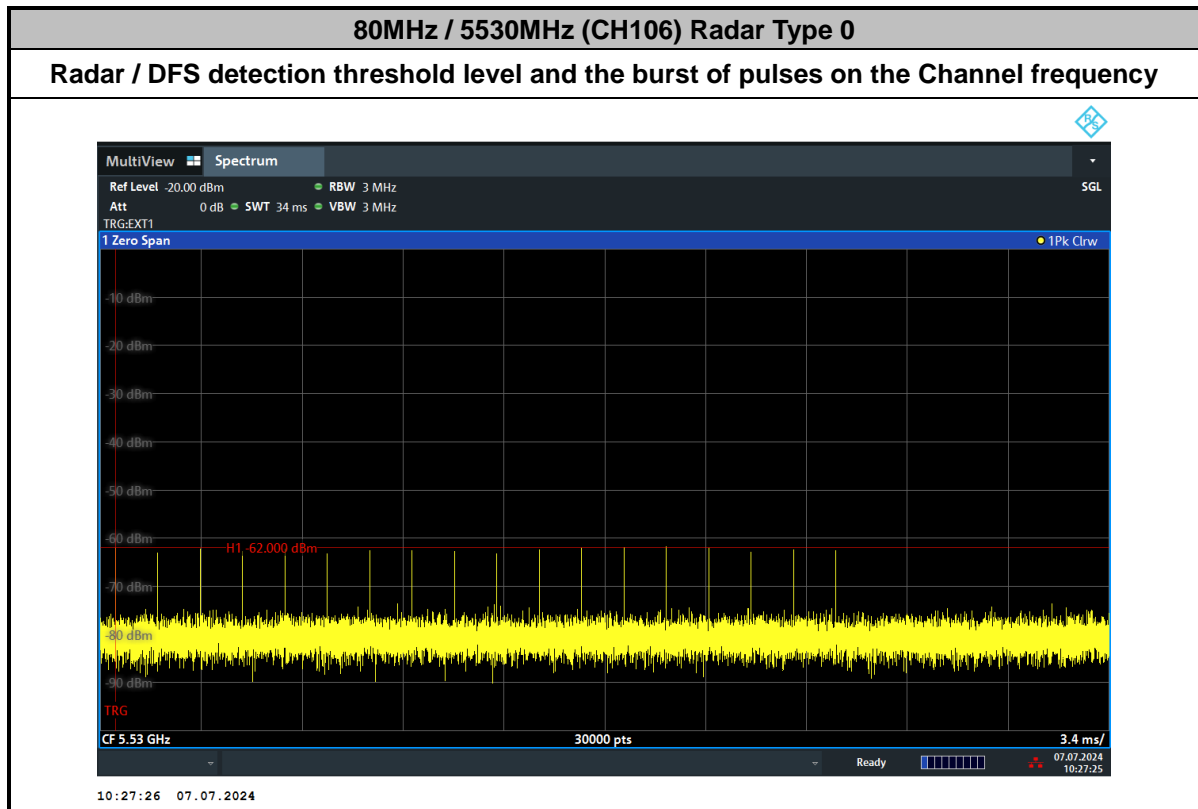 80MHz / 5530MHz (CH106) Radar Type 0
Radar / DFS detection threshold level and the burst of pulses on the Channel frequency
R&S
MultiView Spectrum
Ref Level -20.00 dBm RBW 3 MHz SGL
Att 0 dB SWT 34 ms VBW 3 MHz
TRG:EXT1
1 Zero Span 1Pk Clrw
-10 dBm
-20 dBm
-30 dBm
-40 dBm
-50 dBm
-60 dBm
H1 -62.000 dBm
-70 dBm
-80 dBm
-90 dBm
TRG
CF 5.53 GHz 30000 pts 3.4 ms/
Ready 07.07.2024
10:27:25
10:27:26 07.07.2024